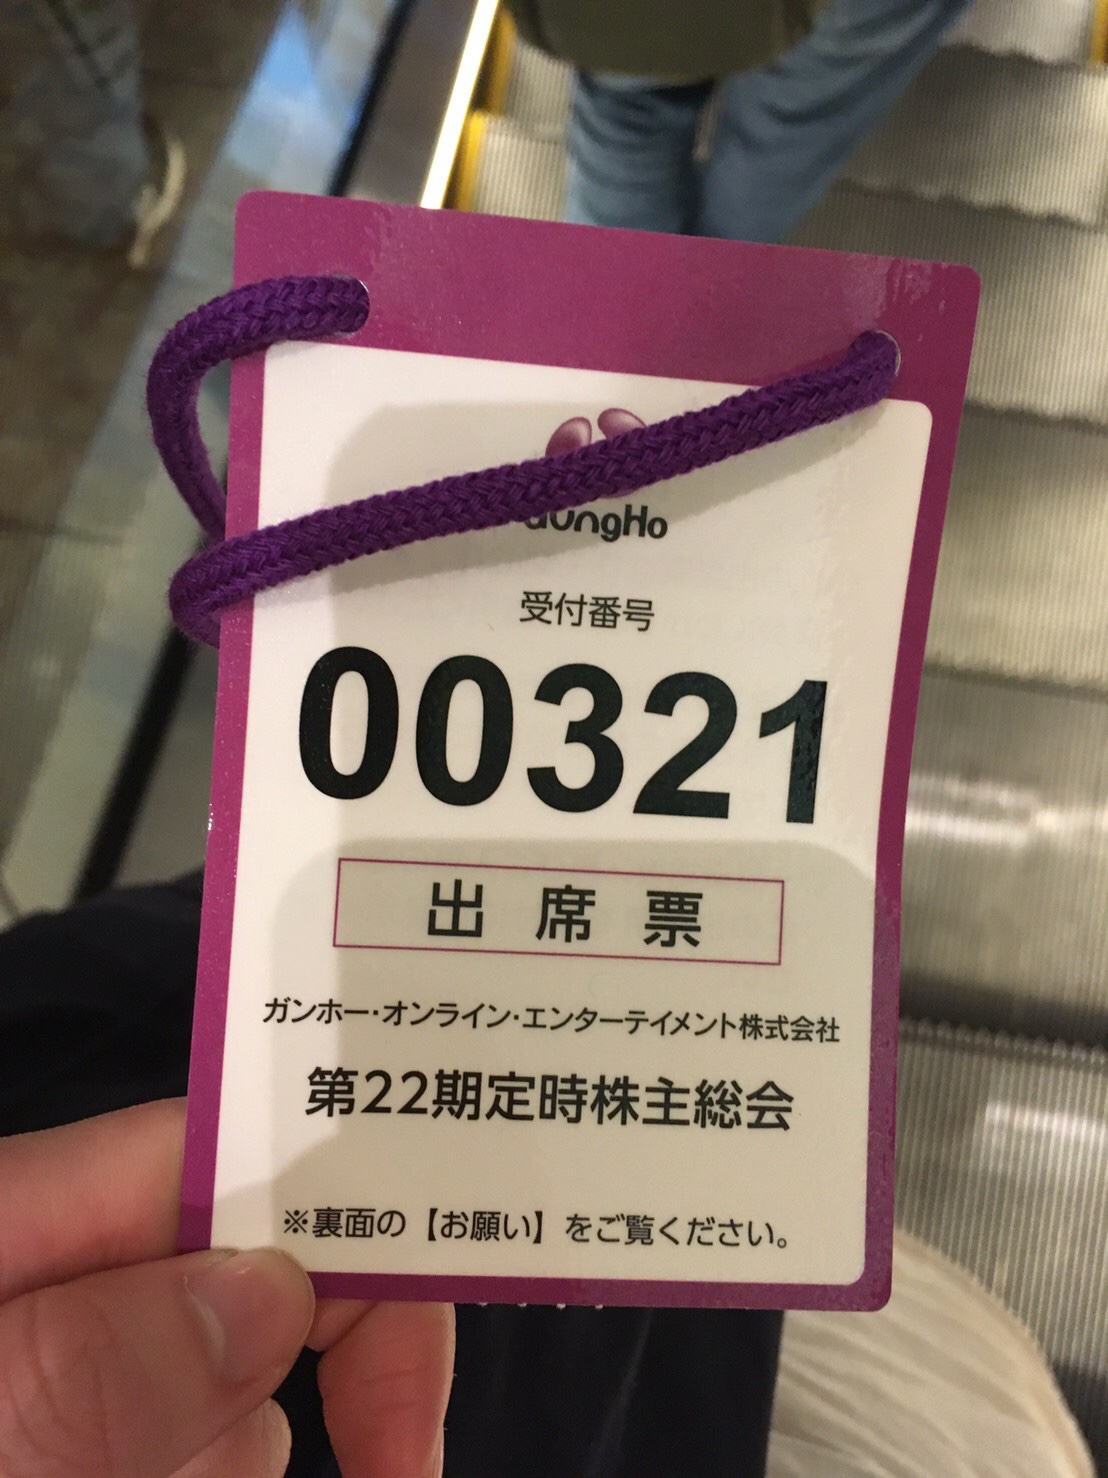 GungHo
受付番号
00321
出席票
ガンホー・オンライン・エンターテイメント株式会社
第22期定時株主総会
※裏面の【お願い】をご覧ください。